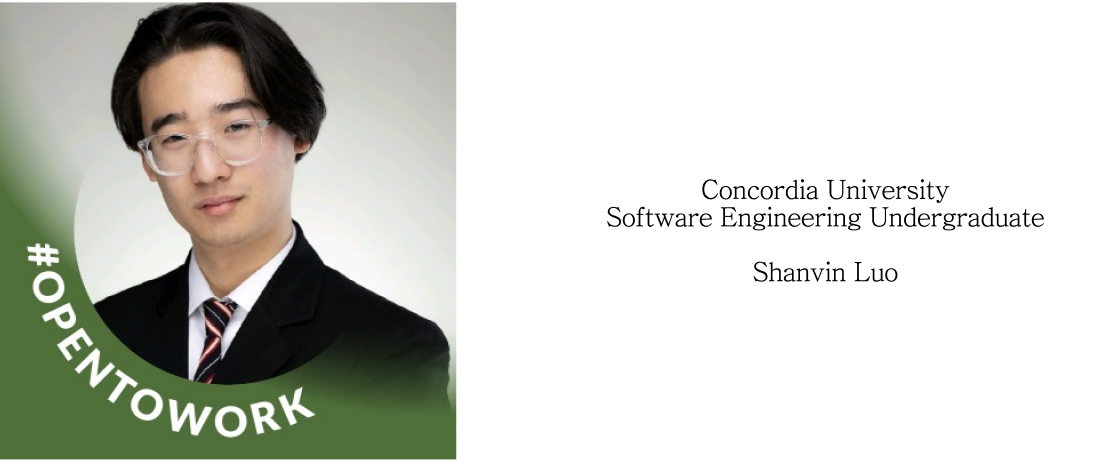 #OPENTOWORK
Concordia University
Software Engineering Undergraduate
Shanvin Luo